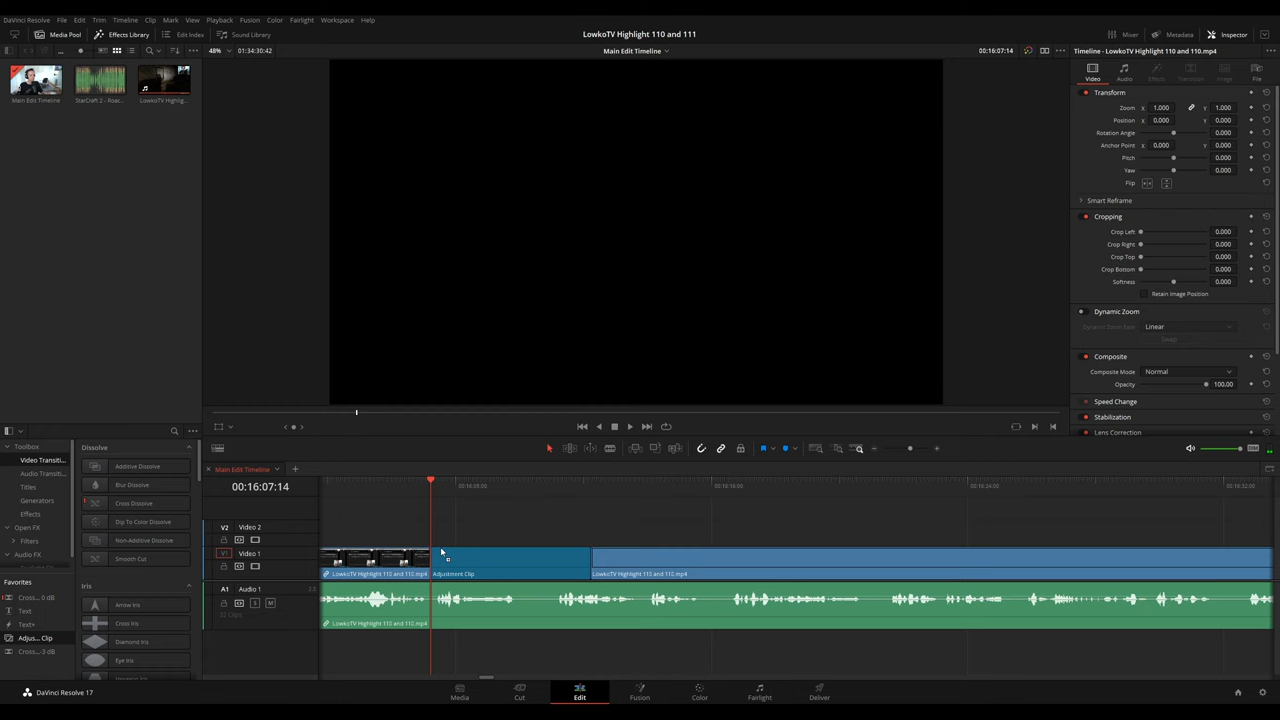 DaVinci Resolve File Edit Trim Timeline Clip Mark View Playback Fusion Color Fairlight Workspace Help
Media Pool Effects Library Edit Index Sound Library LowkoTV Highlight 110 and 111 Mixer Metadata Inspector
... 48% 01:34:30:42 Main Edit Timeline 00:16:07:14 Timeline - LowkoTV Highlight 110 and 110.mp4
Video Audio Effects Transition Image File
Main Edit Timeline StarCraft 2 - Roac... LowkoTV Highlig...
Transform
Zoom X 1.000 Y 1.000
Position X 0.000 Y 0.000
Rotation Angle 0.000
Anchor Point X 0.000 Y 0.000
Pitch 0.000
Yaw 0.000
Flip
Smart Reframe
Cropping
Crop Left 0.000
Crop Right 0.000
Crop Top 0.000
Crop Bottom 0.000
Softness 0.000
Retain Image Position
Dynamic Zoom
Dynamic Zoom Ease Linear
Swap
Composite
Composite Mode Normal
Opacity 100.00
Speed Change
Stabilization
Lens Correction
Toolbox
Video Transiti...
Audio Transiti...
Titles
Generators
Effects
Open FX
Filters
Audio FX
Favorites
Cross... 0 dB
Text
Text+
Adjus... Clip
Cross...-3 dB
Dissolve
Additive Dissolve
Blur Dissolve
Cross Dissolve
Dip To Color Dissolve
Non-Additive Dissolve
Smooth Cut
Iris
Arrow Iris
Cross Iris
Diamond Iris
Eye Iris
Main Edit Timeline
00:16:07:14
00:16:16:00 00:16:24:00 00:16:32:00
V2 Video 2
V1 Video 1
LowkoTV Highlight 110 and 110.mp4 Adjustment Clip LowkoTV Highlight 110 and 110.mp4
A1 Audio 1
S M
LowkoTV Highlight 110 and 110.mp4
DaVinci Resolve 17
Media Cut Edit Fusion Color Fairlight Deliver